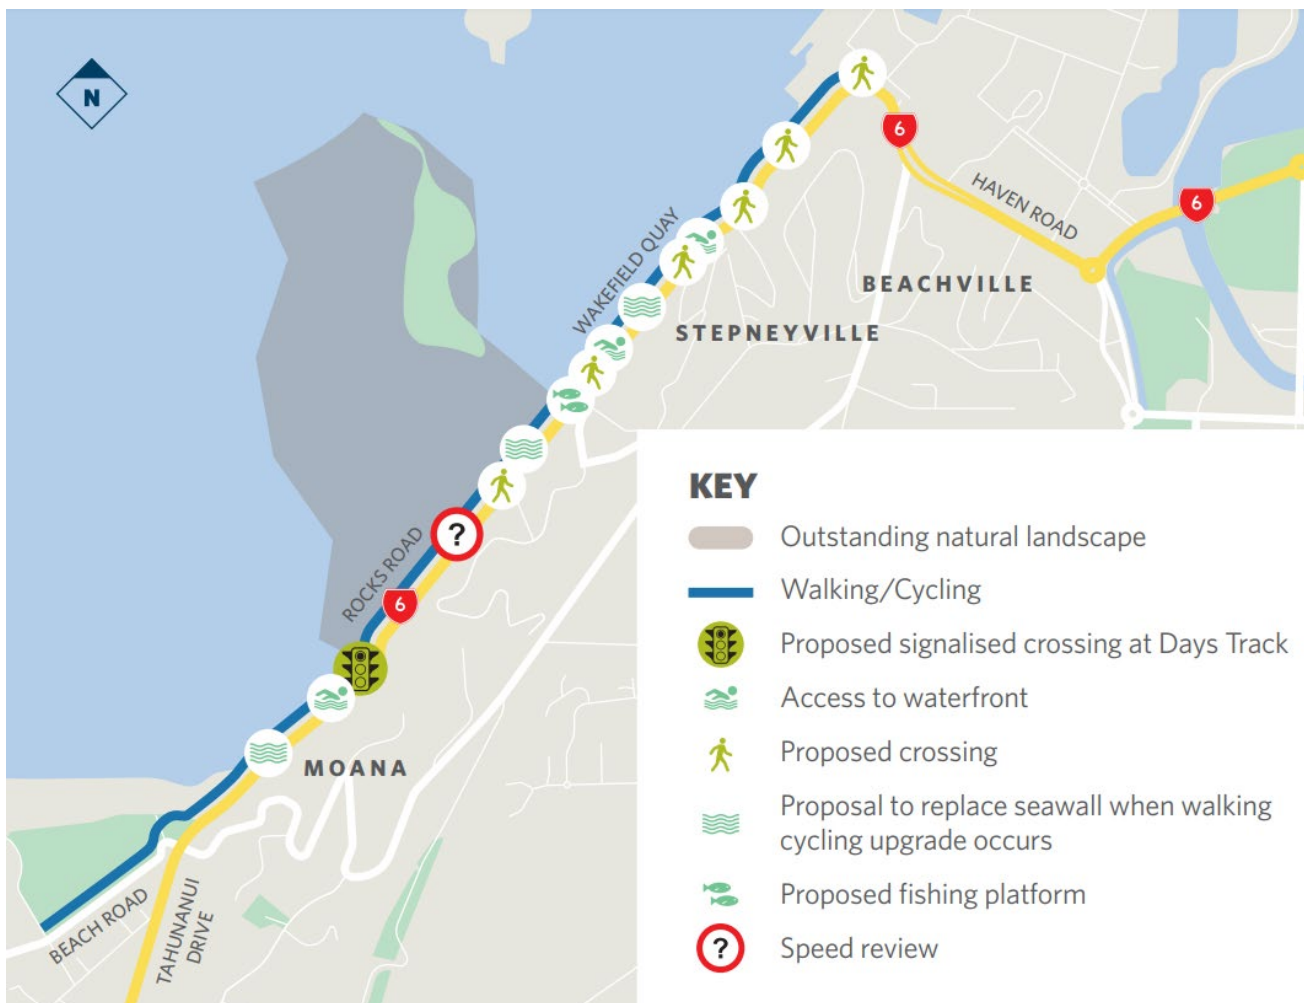 N
6
HAVEN ROAD
6
WAKEFIELD QUAY
BEACHVILLE
STEPNEYVILLE
?
ROCKS ROAD
6
MOANA
BEACH ROAD
TAHUNANUI
DRIVE
KEY
Outstanding natural landscape
Walking/Cycling
Proposed signalised crossing at Days Track
Access to waterfront
Proposed crossing
Proposal to replace seawall when walking
cycling upgrade occurs
Proposed fishing platform
?
Speed review